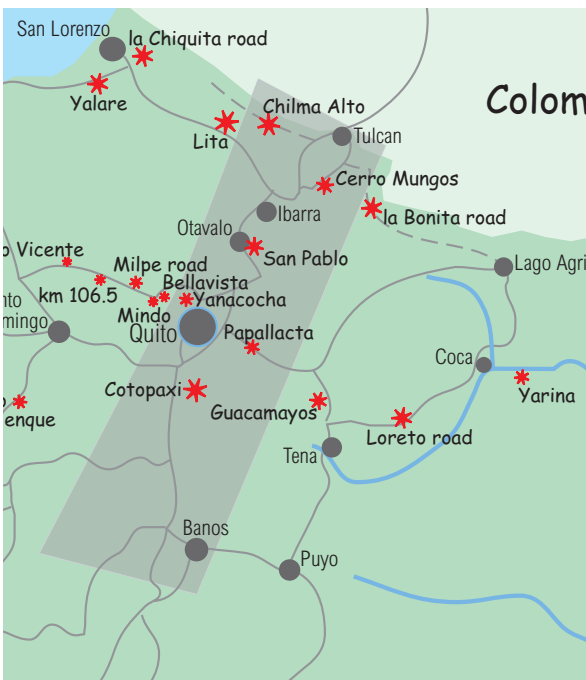 San Lorenzo
la Chiquita road
Yalare
Colom
Chilma Alto
Lita
Tulcan
Cerro Mungos
Ibarra
la Bonita road
Otavalo
San Pablo
o Vicente
Milpe road
Lago Agri
Bellavista
km 106.5
Yanacocha
nto
Mindo
mingo
Quito
Papallacta
Coca
Cotopaxi
Yarina
Guacamayos
o
enque
Loreto road
Tena
Banos
Puyo